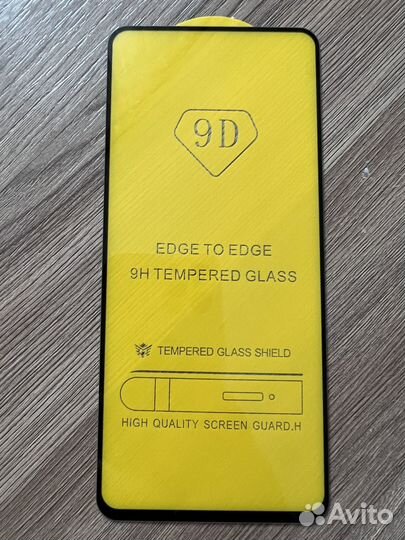 9D
EDGE TO EDGE
9H TEMPERED GLASS
TEMPERED GLASS SHIELD
HIGH QUALITY SCREEN GUARD.H
Avito